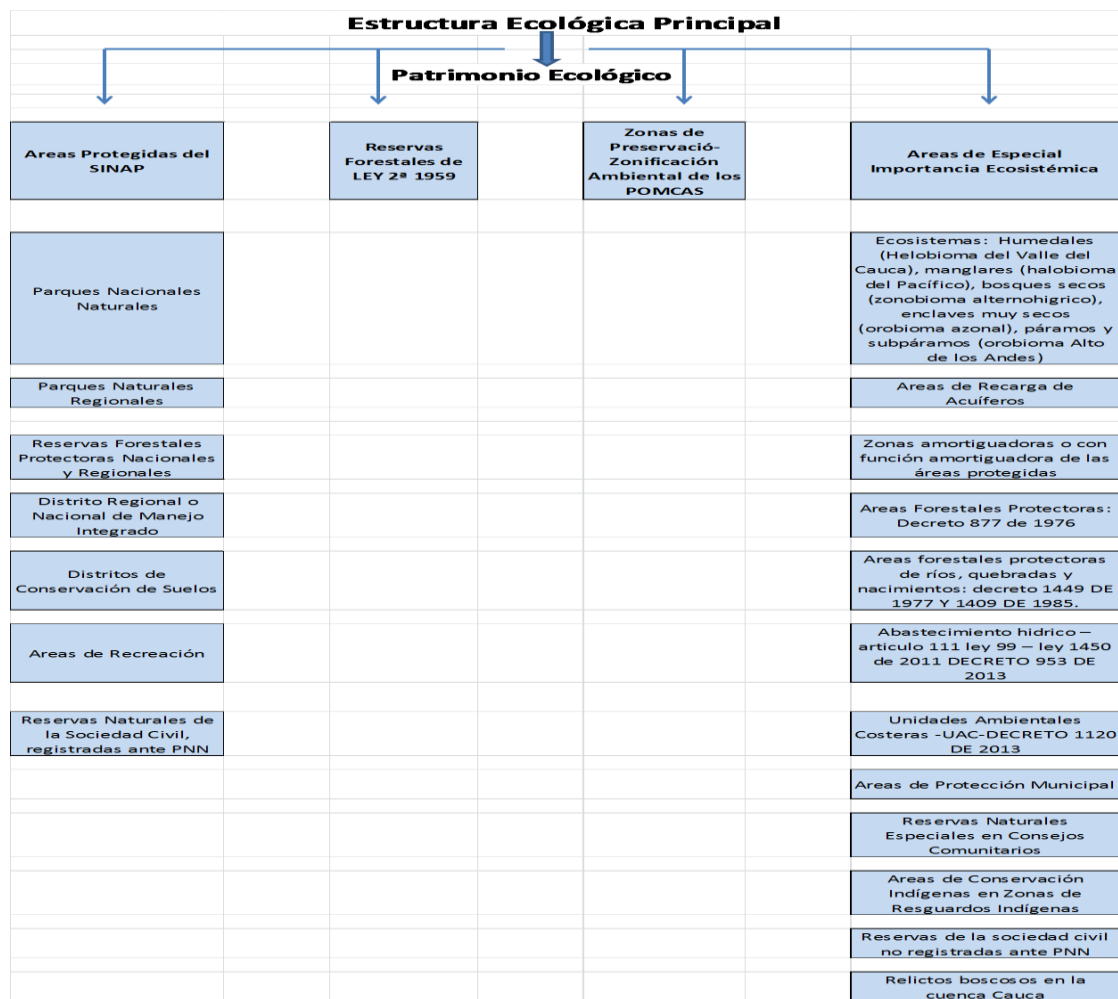 Estructura Ecológica Principal
Patrimonio Ecológico
Areas Protegidas del
SINAP
Reservas
Forestales de
LEY 2ª 1959
Zonas de
Preservació-
Zonificación
Ambiental de los
POMCAS
Areas de Especial
Importancia Ecosistémica
Parques Nacionales
Naturales
Ecosistemas: Humedales
(Helobioma del Valle del
Cauca), manglares (halobioma
del Pacífico), bosques secos
(zonobioma alternohigrico),
enclaves muy secos
(orobioma azonal), páramos y
subpáramos (orobioma Alto
de los Andes)
Parques Naturales
Regionales
Areas de Recarga de
Acuíferos
Reservas Forestales
Protectoras Nacionales
y Regionales
Zonas amortiguadoras o con
función amortiguadora de las
áreas protegidas
Distrito Regional o
Nacional de Manejo
Integrado
Areas Forestales Protectoras:
Decreto 877 de 1976
Distritos de
Conservación de Suelos
Areas forestales protectoras
de ríos, quebradas y
nacimientos: decreto 1449 DE
1977 Y 1409 DE 1985.
Areas de Recreación
Abastecimiento hidrico –
articulo 111 ley 99 – ley 1450
de 2011 DECRETO 953 DE
2013
Reservas Naturales de
la Sociedad Civil,
registradas ante PNN
Unidades Ambientales
Costeras -UAC-DECRETO 1120
DE 2013
Areas de Protección Municipal
Reservas Naturales
Especiales en Consejos
Comunitarios
Areas de Conservación
Indígenas en Zonas de
Resguardos Indígenas
Reservas de la sociedad civil
no registradas ante PNN
Relictos boscosos en la
cuenca Cauca